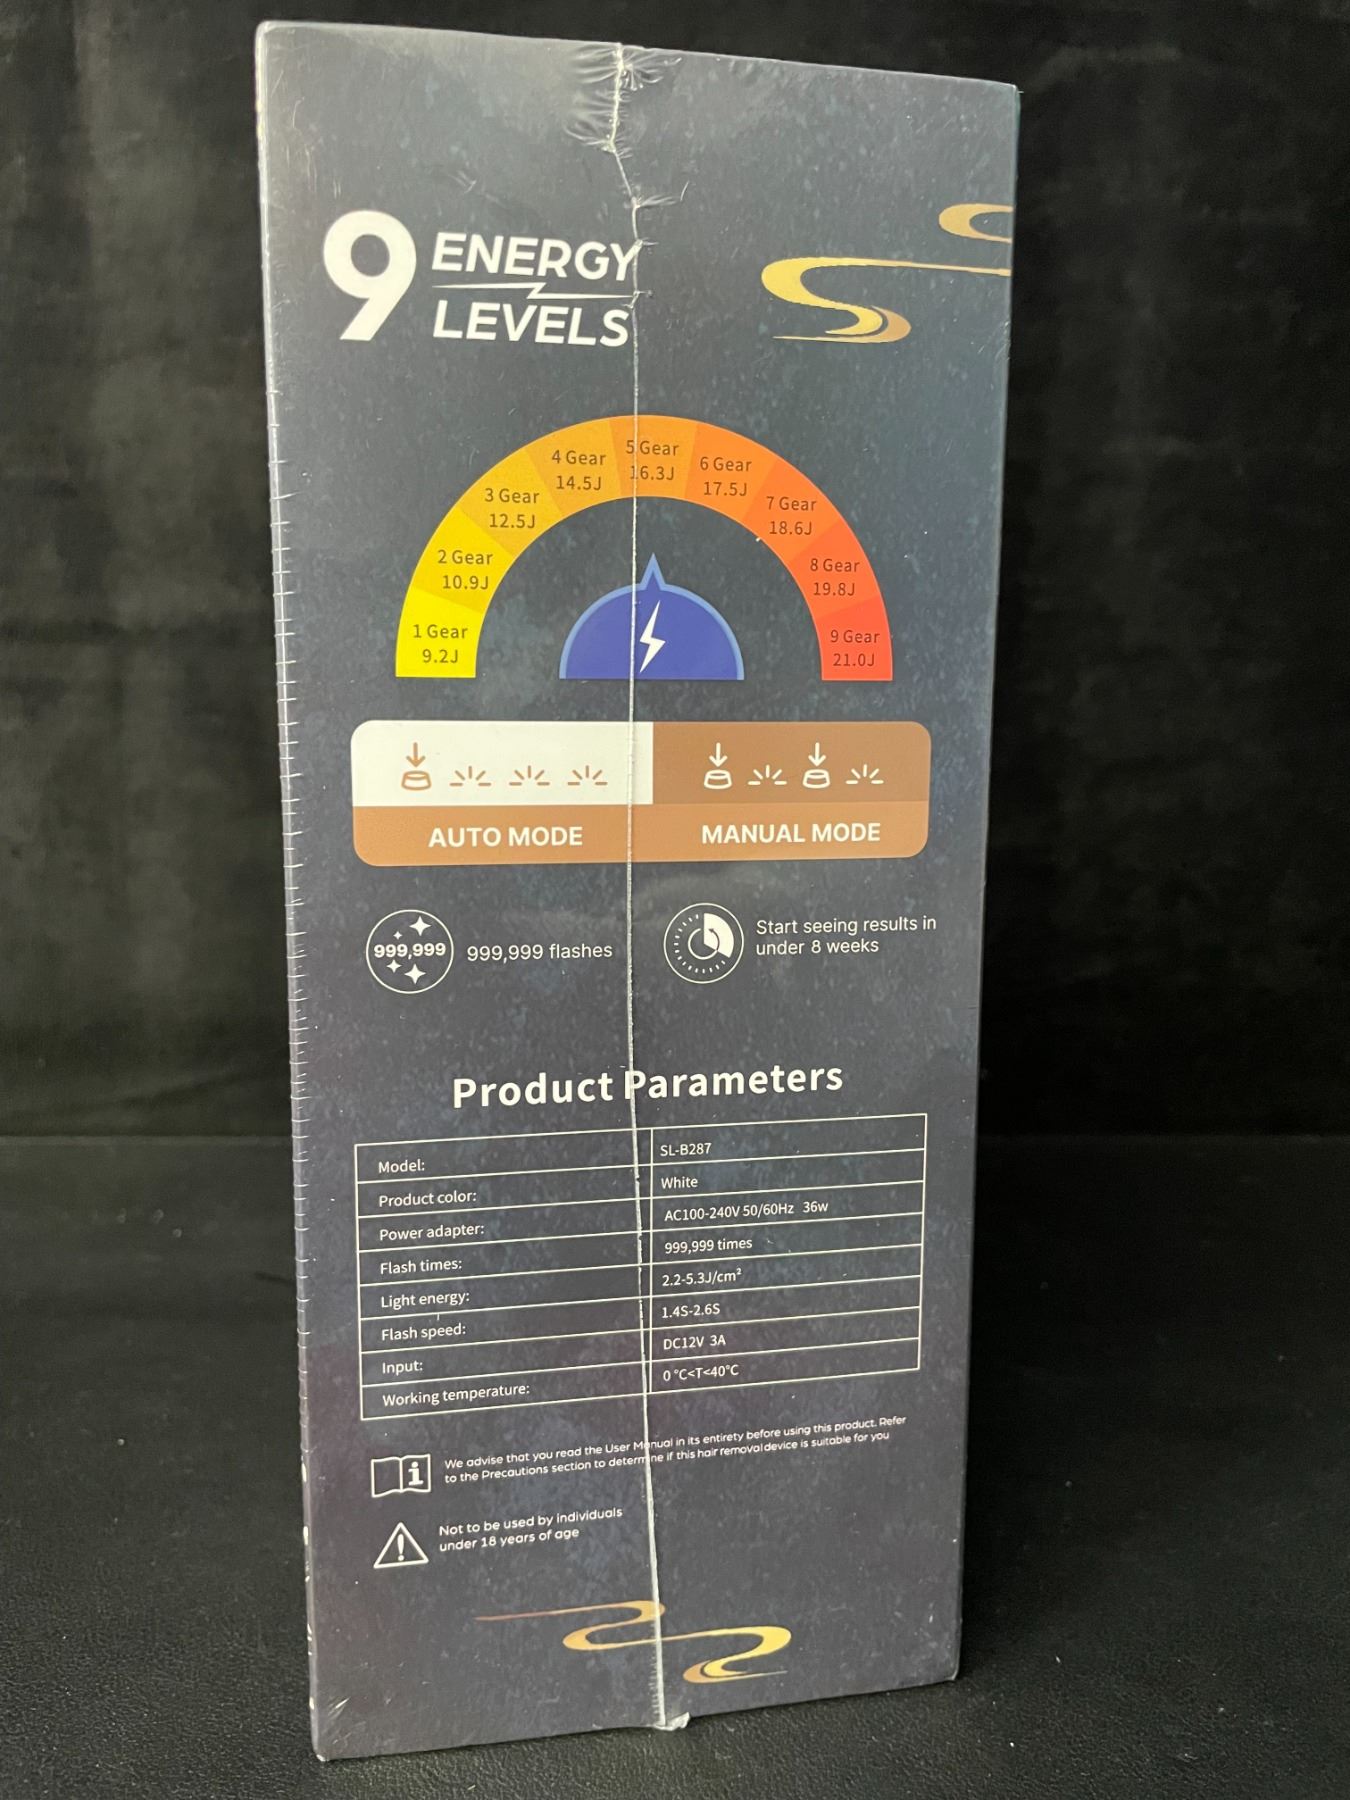 9 ENERGY
LEVELS
1 Gear
9.2J
2 Gear
10.9J
3 Gear
12.5J
4 Gear
14.5J
5 Gear
16.3J
6 Gear
17.5J
7 Gear
18.6J
8 Gear
19.8J
9 Gear
21.0J
AUTO MODE
MANUAL MODE
999,999
999,999 flashes
Start seeing results in
under 8 weeks
Product Parameters
Model: SL-B287
Product color: White
Power adapter: AC100-240V 50/60Hz 36w
Flash times: 999,999 times
Light energy: 2.2-5.3J/cm²
Flash speed: 1.4S-2.6S
Input: DC12V 3A
Working temperature: 0℃<T<40℃
We advise that you read the User Manual in its entirety before using this product. Refer
to the Precautions section to determine if this hair removal device is suitable for you
Not to be used by individuals
under 18 years of age